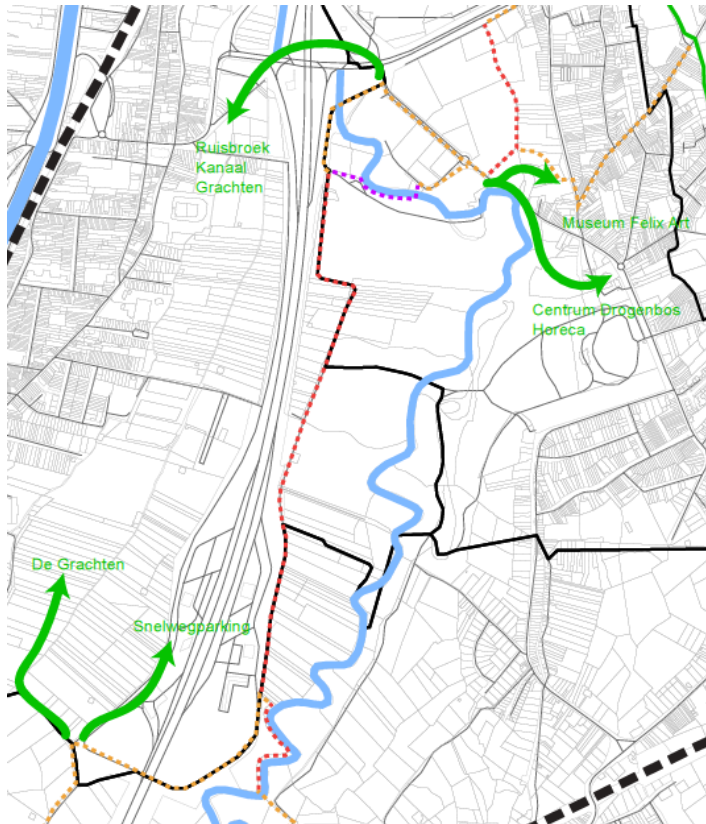 Ruisbroek
Kanaal
Grachten
Museum Felix Art
Centrum Drogenbos
Horeca
De Grachten
Snelwegparking